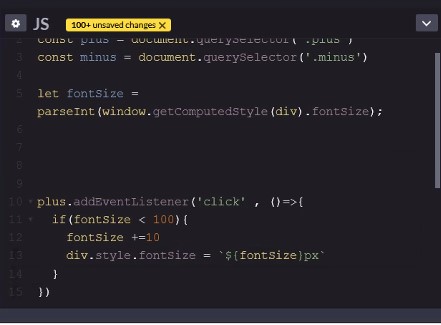 JS
100+ unsaved changes ×
const plus = document.querySelector('.plus')
3 const minus = document.querySelector('.minus')
4
5 let fontSize =
parseInt(window.getComputedStyle(div).fontSize);
6
7
8
9
10 plus.addEventListener('click' , ()=>{
11 if(fontSize < 100){
12 fontSize +=10
13 div.style.fontSize = `${fontSize}px`
14 }
15 })